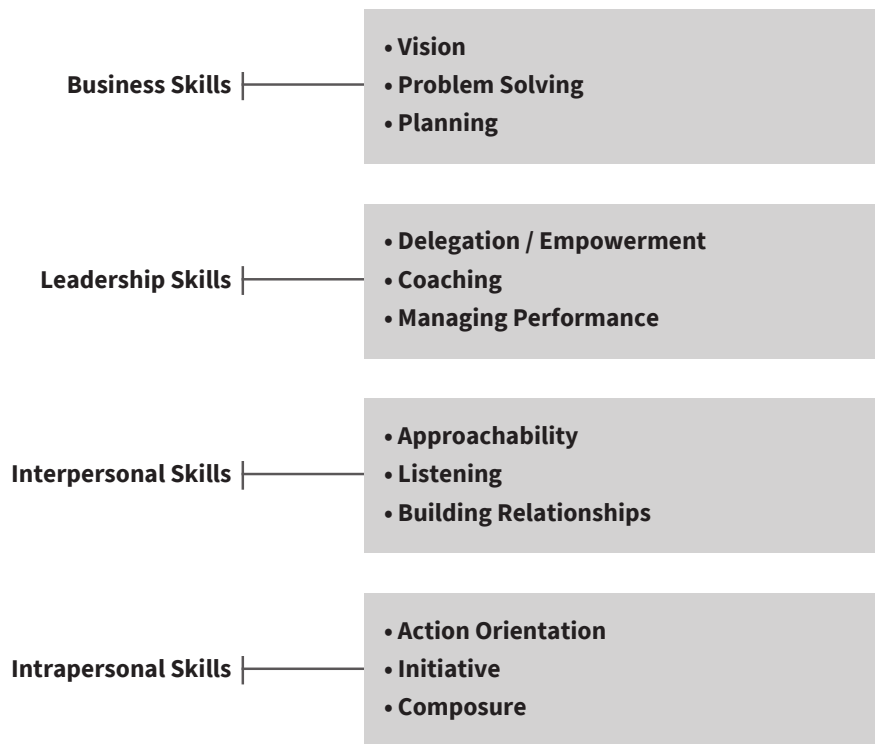 Business Skills
• Vision
• Problem Solving
• Planning
Leadership Skills
• Delegation / Empowerment
• Coaching
• Managing Performance
Interpersonal Skills
• Approachability
• Listening
• Building Relationships
Intrapersonal Skills
• Action Orientation
• Initiative
• Composure